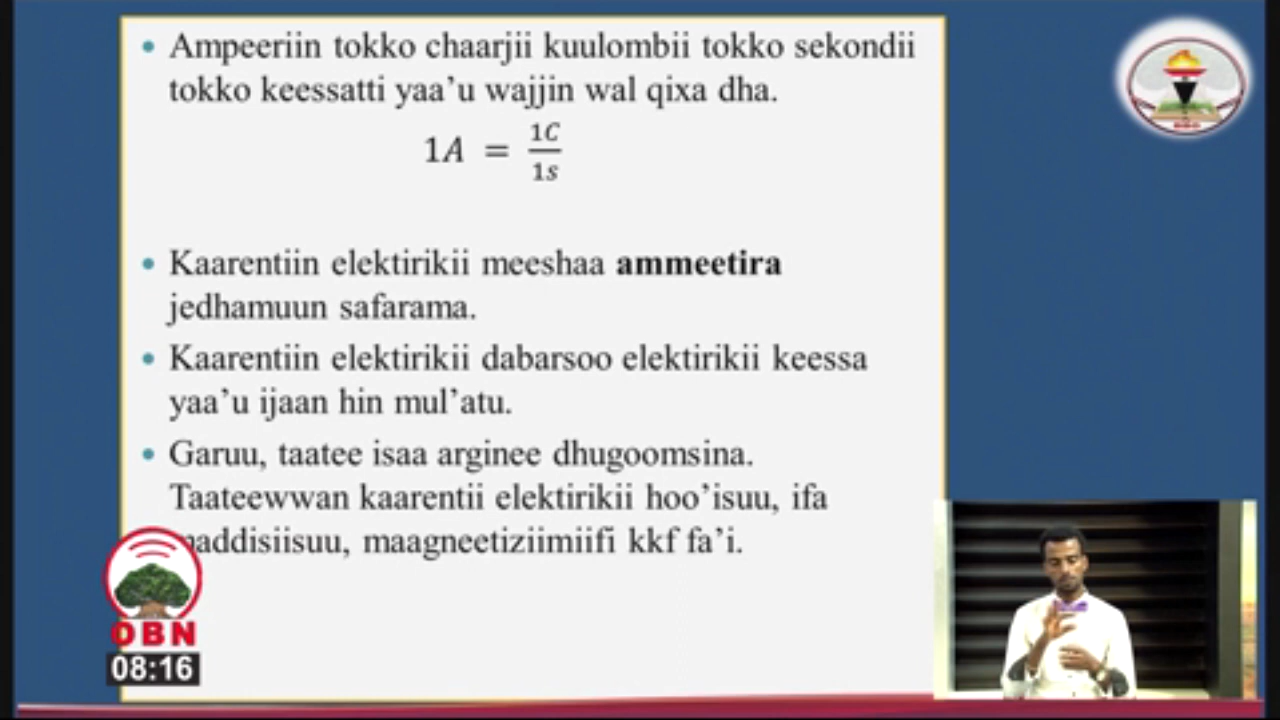 • Ampeeriin tokko chaarjii kuulombii tokko sekondii
tokko keessatti yaa’u wajjin wal qixa dha.
1A = 1C/1s
• Kaarentiin elektirikii meeshaa ammeetira
jedhamuun safarama.
• Kaarentiin elektirikii dabarsoo elektirikii keessa
yaa’u ijaan hin mul’atu.
• Garuu, taatee isaa arginee dhugoomsina.
Taateewwan kaarentii elektirikii hoo’isuu, ifa
maddisiisuu, maagneetiziimiifi kkf fa’i.
OBN
08:16